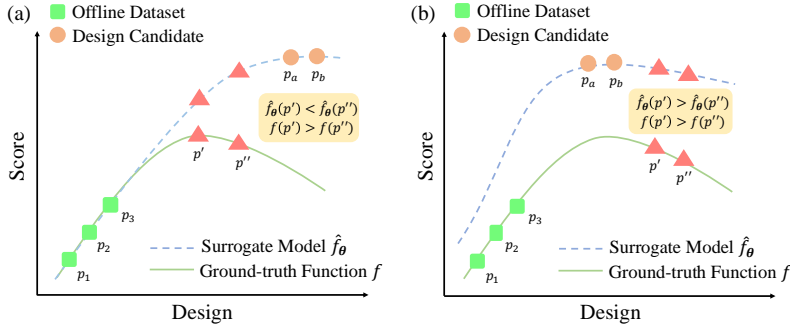 (a)
Offline Dataset
Design Candidate
p_a p_b
f̂_θ(p′) < f̂_θ(p″)
f(p′) > f(p″)
p′ p″
p_3
p_2
p_1
Surrogate Model f̂_θ
Ground-truth Function f
Score
Design
(b)
Offline Dataset
Design Candidate
p_a p_b
f̂_θ(p′) > f̂_θ(p″)
f(p′) > f(p″)
p′ p″
p_3
p_2
p_1
Surrogate Model f̂_θ
Ground-truth Function f
Score
Design